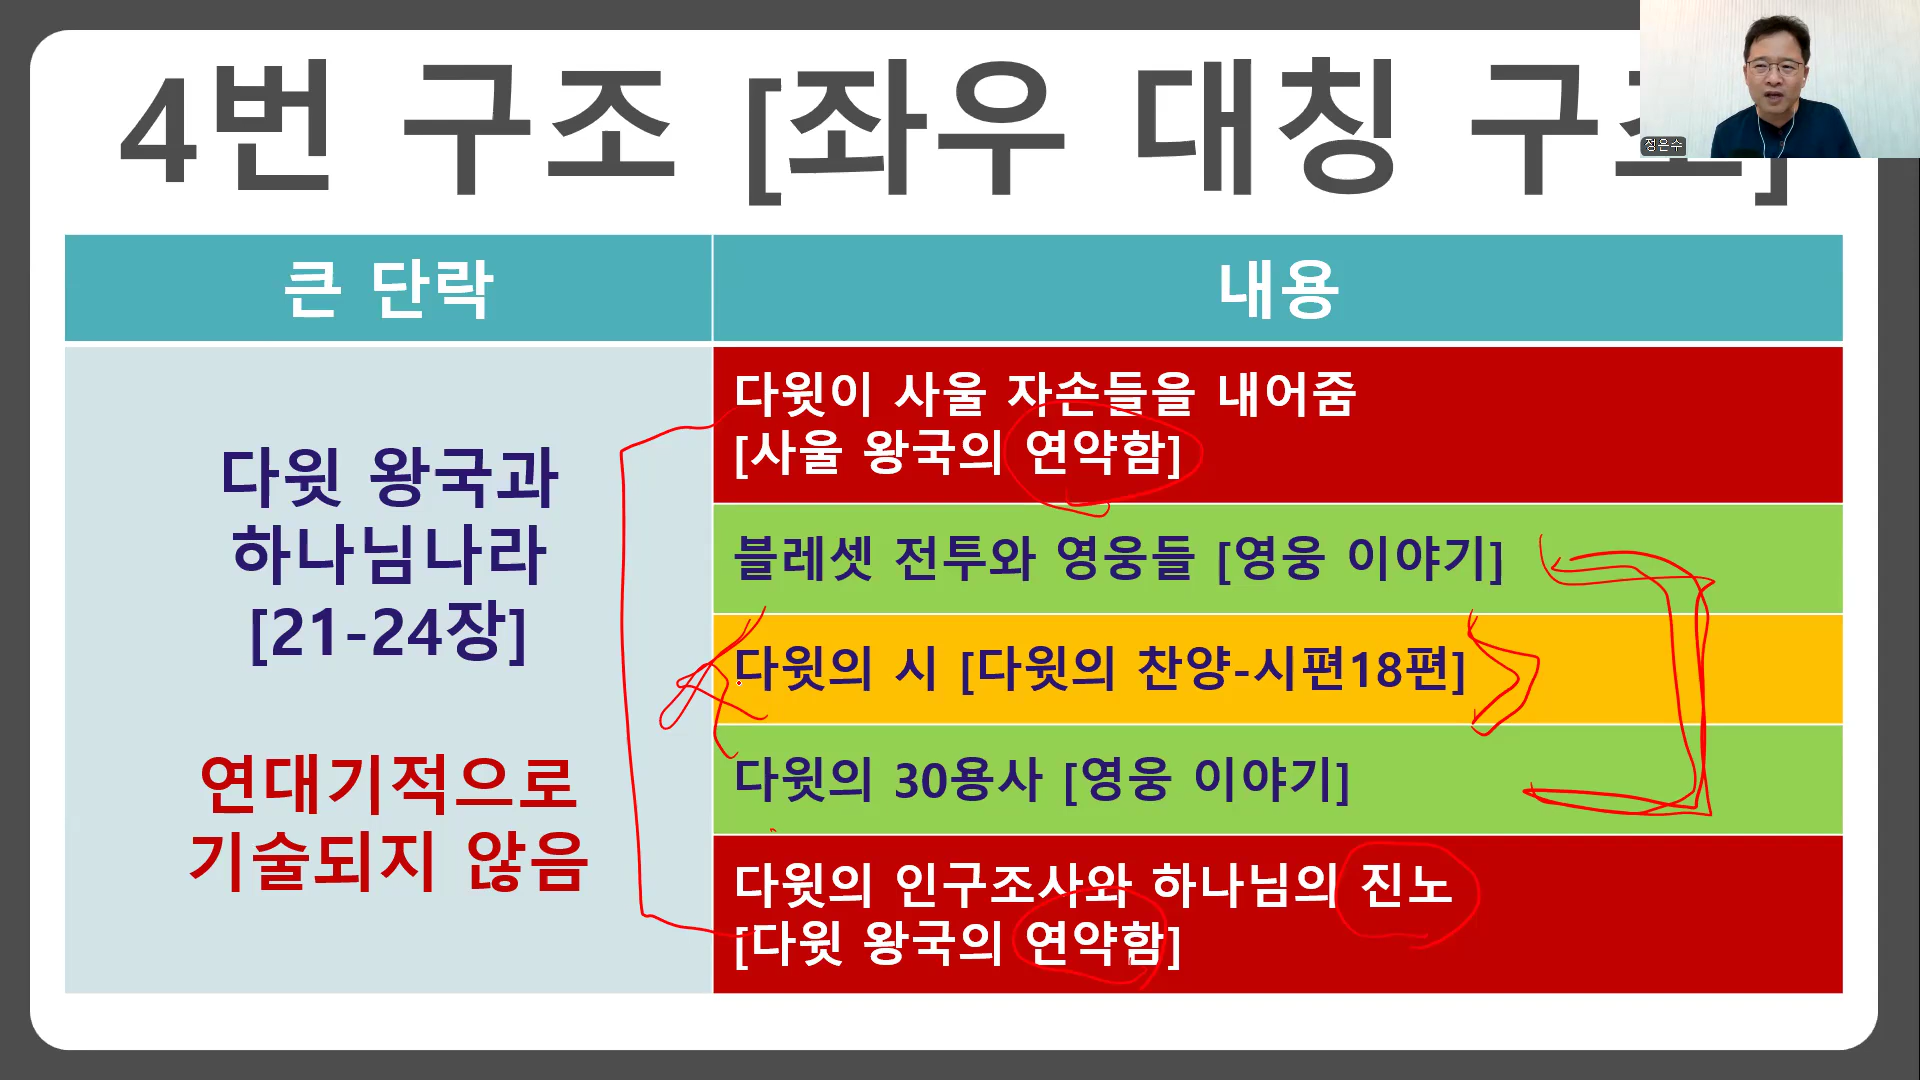 4번 구조 [좌우 대칭 구조]
정은수
큰 단락
내용
다윗 왕국과
하나님나라
[21-24장]
연대기적으로
기술되지 않음
다윗이 사울 자손들을 내어줌
[사울 왕국의 연약함]
블레셋 전투와 영웅들 [영웅 이야기]
다윗의 시 [다윗의 찬양-시편18편]
다윗의 30용사 [영웅 이야기]
다윗의 인구조사와 하나님의 진노
[다윗 왕국의 연약함]